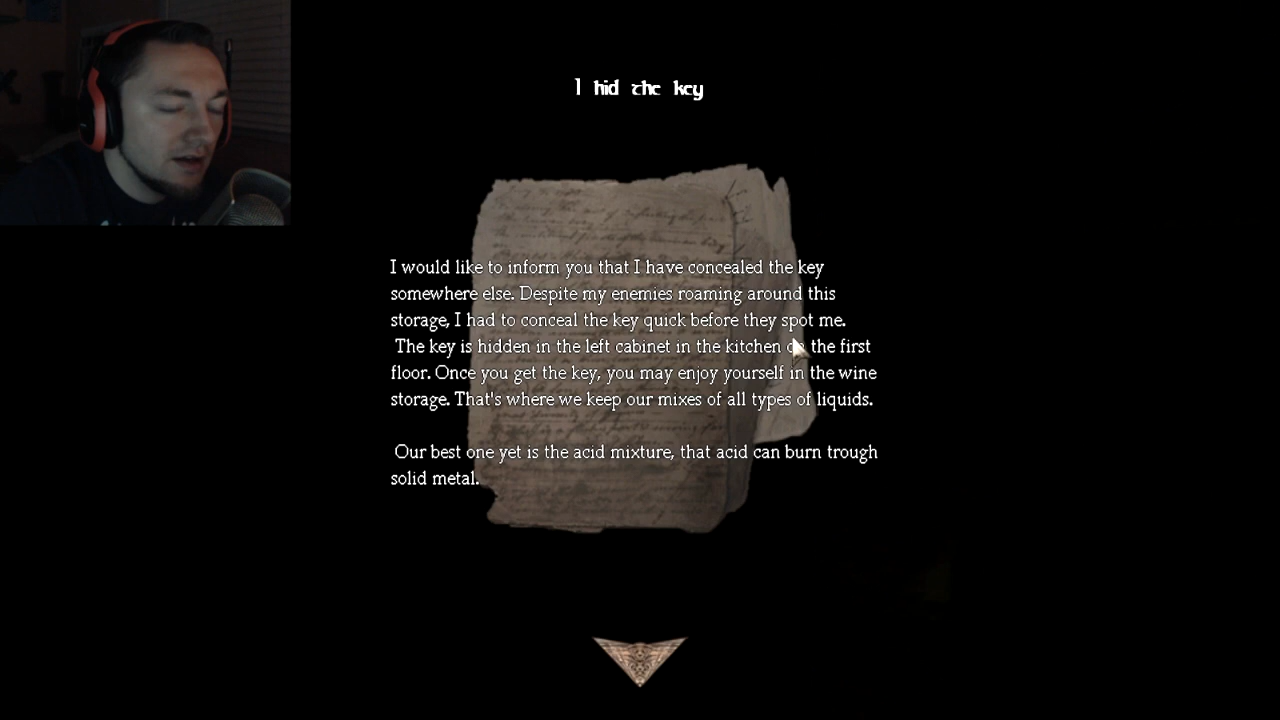 I hid the key
I would like to inform you that I have concealed the key
somewhere else. Despite my enemies roaming around this
storage, I had to conceal the key quick before they spot me.
The key is hidden in the left cabinet in the kitchen on the first
floor. Once you get the key, you may enjoy yourself in the wine
storage. That's where we keep our mixes of all types of liquids.
Our best one yet is the acid mixture, that acid can burn trough
solid metal.